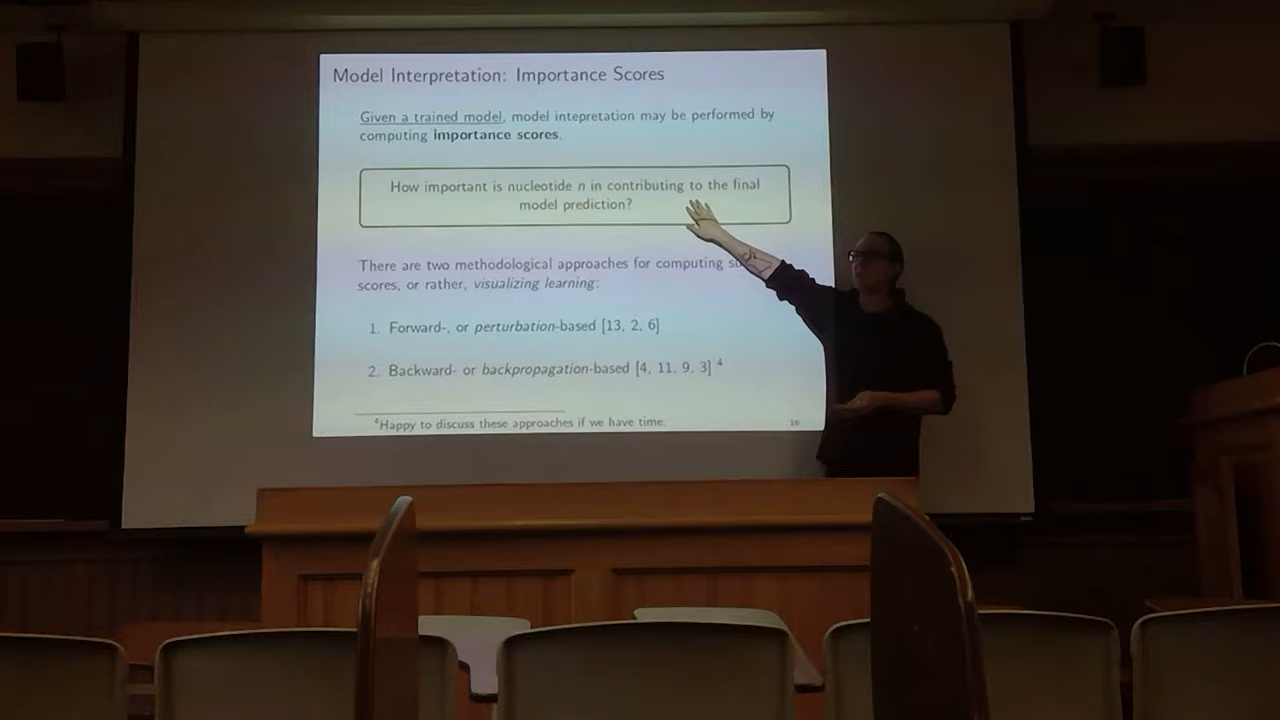 Model Interpretation: Importance Scores
Given a trained model, model intepretation may be performed by
computing importance scores.
How important is nucleotide n in contributing to the final
model prediction?
There are two methodological approaches for computing such
scores, or rather, visualizing learning:
1. Forward-, or perturbation-based [13, 2, 6]
2. Backward- or backpropagation-based [4, 11, 9, 3] 4
4Happy to discuss these approaches if we have time.
16